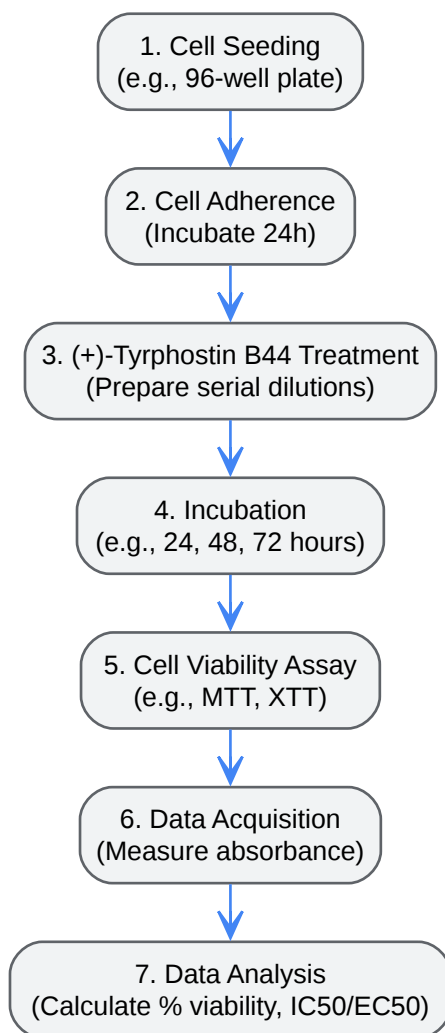 1. Cell Seeding
(e.g., 96-well plate)
2. Cell Adherence
(Incubate 24h)
3. (+)-Tyrphostin B44 Treatment
(Prepare serial dilutions)
4. Incubation
(e.g., 24, 48, 72 hours)
5. Cell Viability Assay
(e.g., MTT, XTT)
6. Data Acquisition
(Measure absorbance)
7. Data Analysis
(Calculate % viability, IC50/EC50)